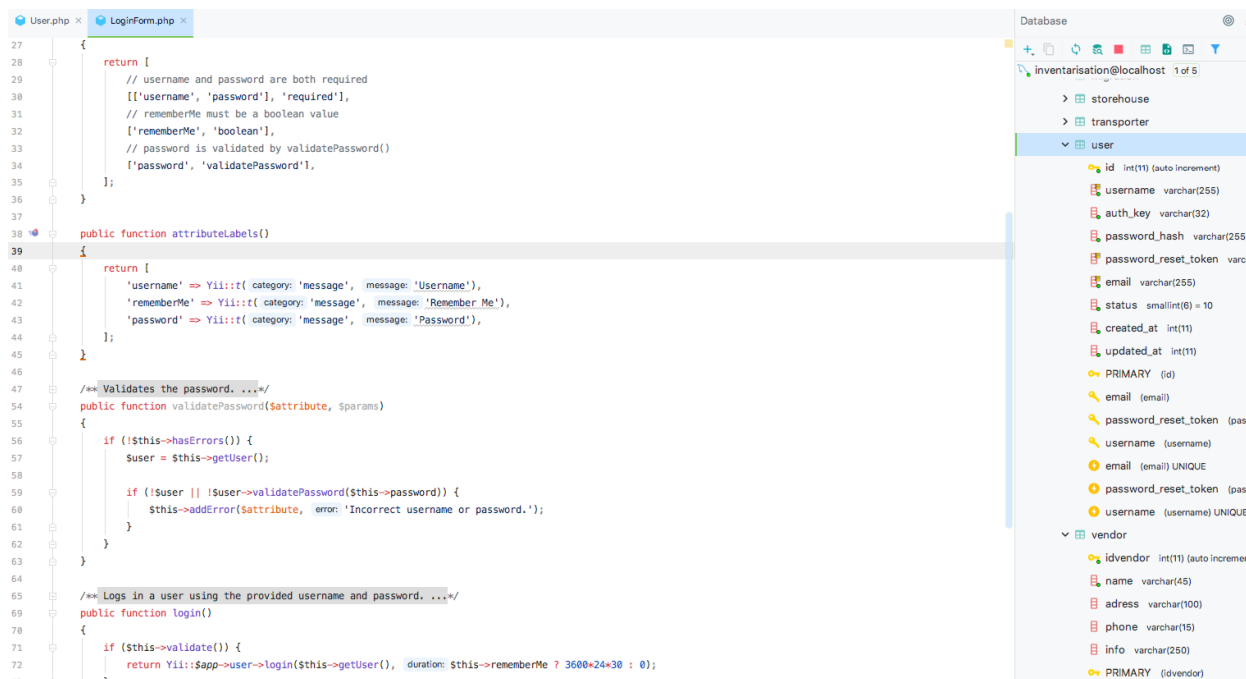 User.php ×
LoginForm.php ×
27 {
28 return [
29 // username and password are both required
30 [['username', 'password'], 'required'],
31 // rememberMe must be a boolean value
32 ['rememberMe', 'boolean'],
33 // password is validated by validatePassword()
34 ['password', 'validatePassword'],
35 ];
36 }
37
38 public function attributeLabels()
39 {
40 return [
41 'username' => Yii::t( category: 'message', message: 'Username'),
42 'rememberMe' => Yii::t( category: 'message', message: 'Remember Me'),
43 'password' => Yii::t( category: 'message', message: 'Password'),
44 ];
45 }
46
47 /** Validates the password. ...*/
54 public function validatePassword($attribute, $params)
55 {
56 if (!$this->hasErrors()) {
57 $user = $this->getUser();
58
59 if (!$user || !$user->validatePassword($this->password)) {
60 $this->addError($attribute, error: 'Incorrect username or password.');
61 }
62 }
63 }
64
65 /** Logs in a user using the provided username and password. ...*/
69 public function login()
70 {
71 if ($this->validate()) {
72 return Yii::$app->user->login($this->getUser(), duration: $this->rememberMe ? 3600*24*30 : 0);
Database
inventarisation@localhost 1 of 5
storehouse
transporter
user
id int(11) (auto increment)
username varchar(255)
auth_key varchar(32)
password_hash varchar(255
password_reset_token varc
email varchar(255)
status smallint(6) = 10
created_at int(11)
updated_at int(11)
PRIMARY (id)
email (email)
password_reset_token (pas
username (username)
email (email) UNIQUE
password_reset_token (pas
username (username) UNIQUE
vendor
idvendor int(11) (auto increme
name varchar(45)
adress varchar(100)
phone varchar(15)
info varchar(250)
PRIMARY (idvendor)